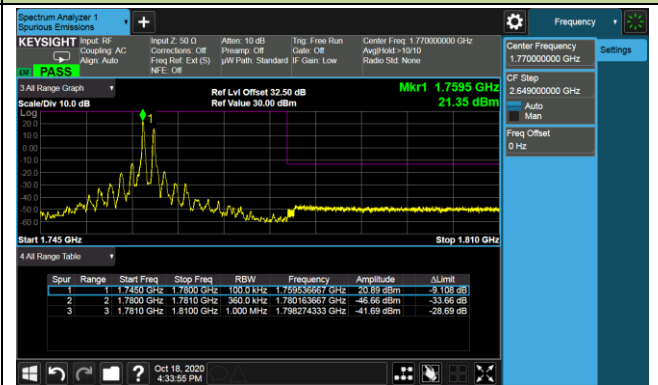 Spectrum Analyzer 1
Spurious Emissions
+
Frequency
KEYSIGHT
Input: RF
Coupling: AC
Align: Auto
Input Z: 50 Ω
Corrections: Off
Freq Ref: Ext (S)
NFE: Off
Atten: 10 dB
Preamp: Off
µW Path: Standard
Trig: Free Run
Gate: Off
IF Gain: Low
Center Freq: 1.770000000 GHz
Avg|Hold:>10/10
Radio Std: None
PASS
Center Frequency
1.770000000 GHz
Settings
CF Step
2.649000000 GHz
Auto
Man
Freq Offset
0 Hz
3 All Range Graph
Ref Lvl Offset 32.50 dB
Mkr1 1.7595 GHz
Scale/Div 10.0 dB
Ref Value 30.00 dBm
21.35 dBm
Log
1
20.0
10.0
0.00
-10.0
-20.0
-30.0
-40.0
-50.0
-60.0
Start 1.745 GHz
Stop 1.810 GHz
4 All Range Table
Spur Range Start Freq Stop Freq RBW Frequency Amplitude ΔLimit
1 1 1.7450 GHz 1.7800 GHz 100.0 kHz 1.759536667 GHz 20.89 dBm -9.108 dB
2 2 1.7800 GHz 1.7810 GHz 360.0 kHz 1.780163667 GHz -46.66 dBm -33.66 dB
3 3 1.7810 GHz 1.8100 GHz 1.000 MHz 1.798274333 GHz -41.69 dBm -28.69 dB
?
Oct 18, 2020
4:33:55 PM